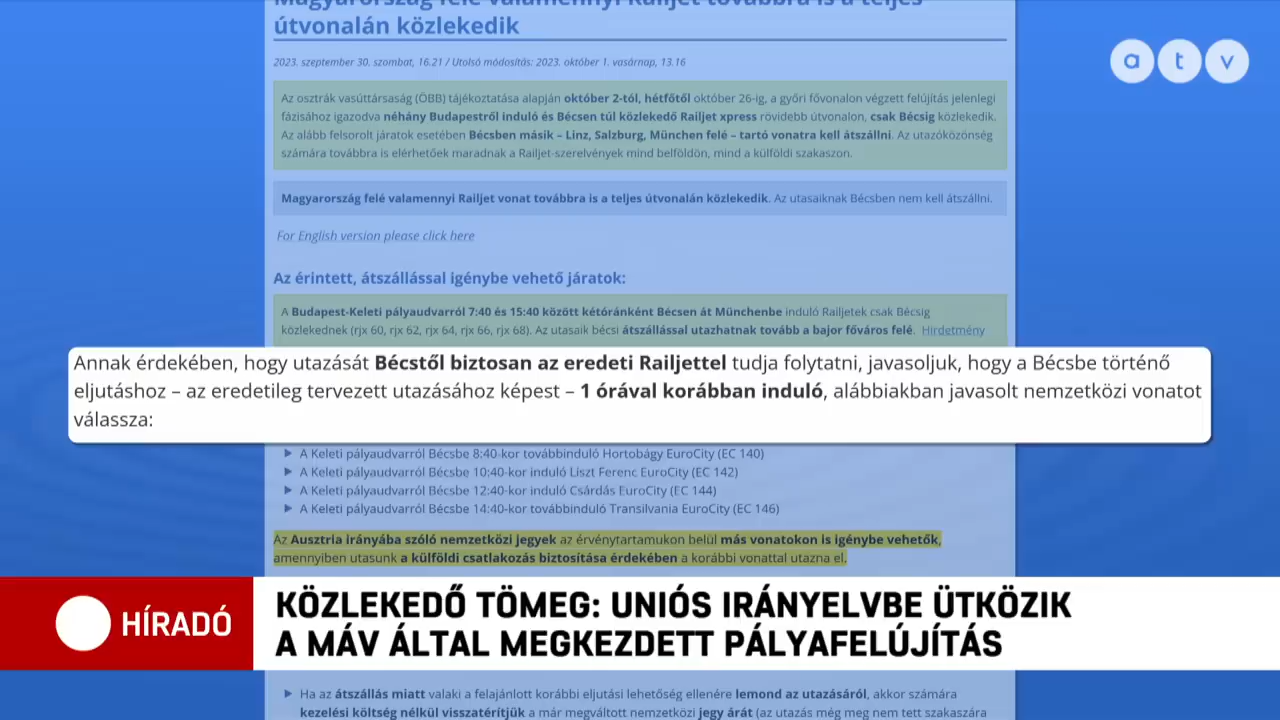 Magyarország felé valamennyi Railjet továbbra is a teljes
útvonalán közlekedik
2023. szeptember 30. szombat, 16.21 / Utolsó módosítás: 2023. október 1. vasárnap, 13.16
atv
Az osztrák vasúttársaság (ÖBB) tájékoztatása alapján október 2-tól, hétfőtől október 26-ig, a győri fővonalon végzett felújítás jelenlegi
fázisához igazodva néhány Budapestről induló és Bécsen túl közlekedő Railjet xpress rövidebb útvonalon, csak Bécsig közlekedik.
Az alább felsorolt járatok esetében Bécsben másik – Linz, Salzburg, München felé – tartó vonatra kell átszállni. Az utazóközönség
számára továbbra is elérhetőek maradnak a Railjet-szerelvények mind belföldön, mind a külföldi szakaszon.
Magyarország felé valamennyi Railjet vonat továbbra is a teljes útvonalán közlekedik. Az utasaiknak Bécsben nem kell átszállni.
For English version please click here
Az érintett, átszállással igénybe vehető járatok:
A Budapest-Keleti pályaudvarról 7:40 és 15:40 között kétóránként Bécsen át Münchenbe induló Railjetek csak Bécsig
közlekednek (rjx 60, rjx 62, rjx 64, rjx 66, rjx 68). Az utasaik bécsi átszállással utazhatnak tovább a bajor főváros felé. Hirdetmény
Annak érdekében, hogy utazását Bécstől biztosan az eredeti Railjettel tudja folytatni, javasoljuk, hogy a Bécsbe történő
eljutáshoz – az eredetileg tervezett utazásához képest – 1 órával korábban induló, alábbiakban javasolt nemzetközi vonatot
válassza:
► A Keleti pályaudvarról Bécsbe 8:40-kor továbbinduló Hortobágy EuroCity (EC 140)
► A Keleti pályaudvarról Bécsbe 10:40-kor induló Liszt Ferenc EuroCity (EC 142)
► A Keleti pályaudvarról Bécsbe 12:40-kor induló Csárdás EuroCity (EC 144)
► A Keleti pályaudvarról Bécsbe 14:40-kor továbbinduló Transilvania EuroCity (EC 146)
Az Ausztria irányába szóló nemzetközi jegyek az érvénytartamukon belül más vonatokon is igénybe vehetők,
amennyiben utasunk a külföldi csatlakozás biztosítása érdekében a korábbi vonattal utazna el.
HÍRADÓ
KÖZLEKEDŐ TÖMEG: UNIÓS IRÁNYELVBE ÜTKÖZIK
A MÁV ÁLTAL MEGKEZDETT PÁLYAFELÚJÍTÁS
► Ha az átszállás miatt valaki a felajánlott korábbi eljutási lehetőség ellenére lemond az utazásáról, akkor számára
kezelési költség nélkül visszatérítjük a már megváltott nemzetközi jegy árát (az utazás még meg nem tett szakaszára